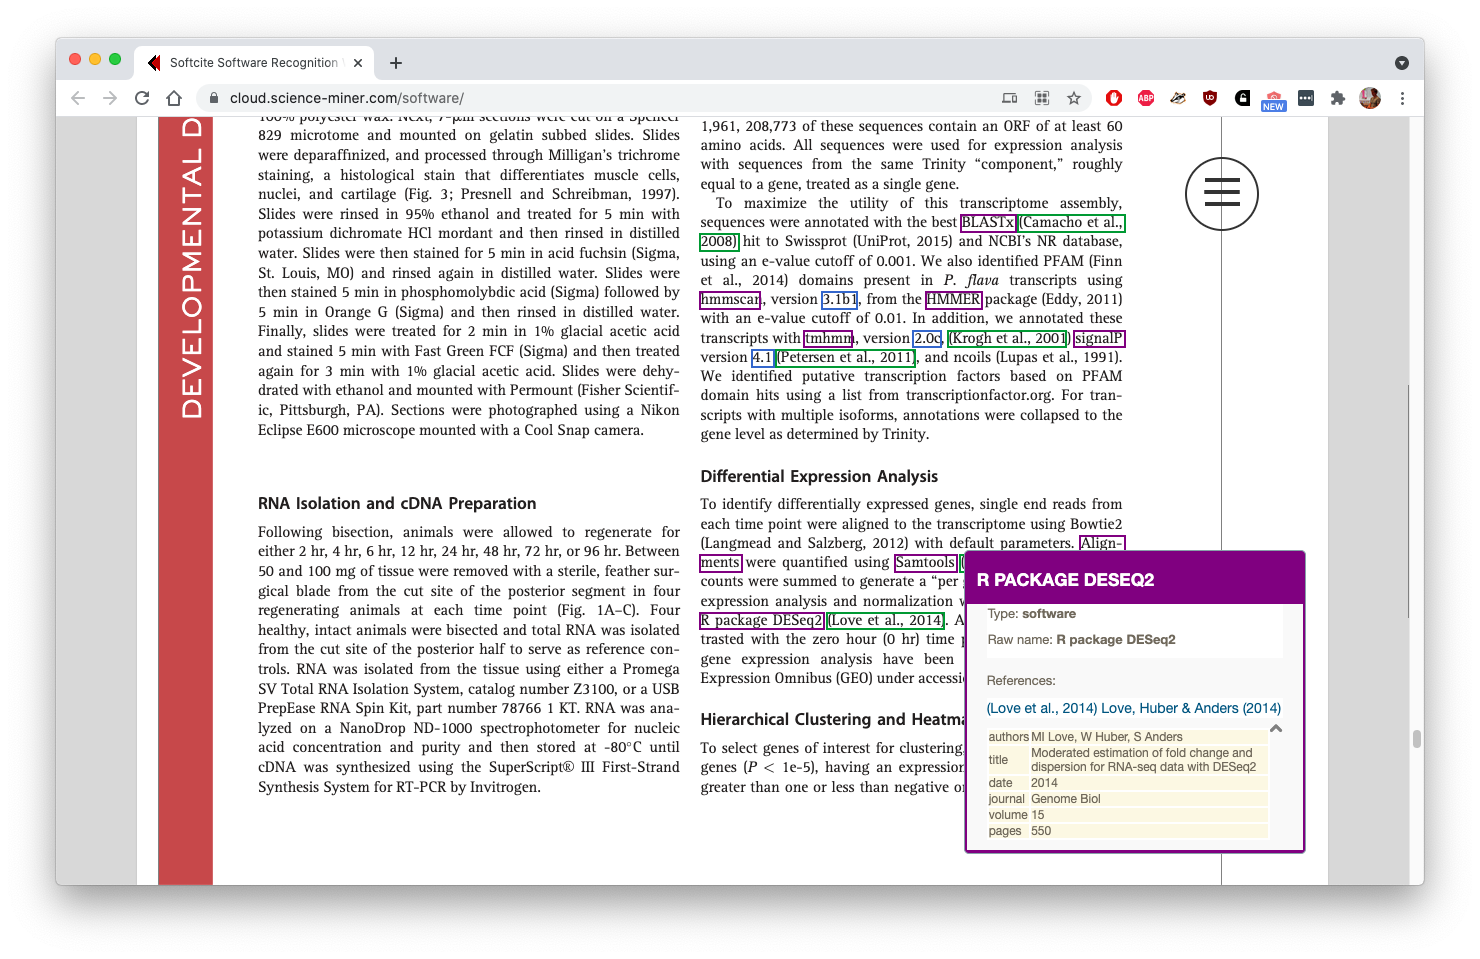 Softcite Software Recognition
cloud.science-miner.com/software/
ABP
NEW
DEVELOPMENTAL D
100% polyester wax. Next, 7-μm sections were cut on a Spencer
829 microtome and mounted on gelatin subbed slides. Slides
were deparaffinized, and processed through Milligan’s trichrome
staining, a histological stain that differentiates muscle cells,
nuclei, and cartilage (Fig. 3; Presnell and Schreibman, 1997).
Slides were rinsed in 95% ethanol and treated for 5 min with
potassium dichromate HCl mordant and then rinsed in distilled
water. Slides were then stained for 5 min in acid fuchsin (Sigma,
St. Louis, MO) and rinsed again in distilled water. Slides were
then stained 5 min in phosphomolybdic acid (Sigma) followed by
5 min in Orange G (Sigma) and then rinsed in distilled water.
Finally, slides were treated for 2 min in 1% glacial acetic acid
and stained 5 min with Fast Green FCF (Sigma) and then treated
again for 3 min with 1% glacial acetic acid. Slides were dehy-
drated with ethanol and mounted with Permount (Fisher Scientif-
ic, Pittsburgh, PA). Sections were photographed using a Nikon
Eclipse E600 microscope mounted with a Cool Snap camera.
RNA Isolation and cDNA Preparation
Following bisection, animals were allowed to regenerate for
either 2 hr, 4 hr, 6 hr, 12 hr, 24 hr, 48 hr, 72 hr, or 96 hr. Between
50 and 100 mg of tissue were removed with a sterile, feather sur-
gical blade from the cut site of the posterior segment in four
regenerating animals at each time point (Fig. 1A–C). Four
healthy, intact animals were bisected and total RNA was isolated
from the cut site of the posterior half to serve as reference con-
trols. RNA was isolated from the tissue using either a Promega
SV Total RNA Isolation System, catalog number Z3100, or a USB
PrepEase RNA Spin Kit, part number 78766 1 KT. RNA was ana-
lyzed on a NanoDrop ND-1000 spectrophotometer for nucleic
acid concentration and purity and then stored at -80°C until
cDNA was synthesized using the SuperScript® III First-Strand
Synthesis System for RT-PCR by Invitrogen.
1,961, 208,773 of these sequences contain an ORF of at least 60
amino acids. All sequences were used for expression analysis
with sequences from the same Trinity “component,” roughly
equal to a gene, treated as a single gene.
To maximize the utility of this transcriptome assembly,
sequences were annotated with the best BLASTx (Camacho et al.,
2008) hit to Swissprot (UniProt, 2015) and NCBI’s NR database,
using an e-value cutoff of 0.001. We also identified PFAM (Finn
et al., 2014) domains present in P. flava transcripts using
hmmscan, version 3.1b1, from the HMMER package (Eddy, 2011)
with an e-value cutoff of 0.01. In addition, we annotated these
transcripts with tmhmm, version 2.0c, (Krogh et al., 2001) signalP
version 4.1 (Petersen et al., 2011), and ncoils (Lupas et al., 1991).
We identified putative transcription factors based on PFAM
domain hits using a list from transcriptionfactor.org. For tran-
scripts with multiple isoforms, annotations were collapsed to the
gene level as determined by Trinity.
Differential Expression Analysis
To identify differentially expressed genes, single end reads from
each time point were aligned to the transcriptome using Bowtie2
(Langmead and Salzberg, 2012) with default parameters. Align-
ments were quantified using Samtools (
counts were summed to generate a “per
expression analysis and normalization
R package DESeq2 (Love et al., 2014). A
trasted with the zero hour (0 hr) time
gene expression analysis have been
Expression Omnibus (GEO) under accessi
Hierarchical Clustering and Heatma
To select genes of interest for clustering,
genes (P < 1e-5), having an expression
greater than one or less than negative on
R PACKAGE DESEQ2
Type: software
Raw name: R package DESeq2
References:
(Love et al., 2014) Love, Huber & Anders (2014)
authors MI Love, W Huber, S Anders
title Moderated estimation of fold change and
dispersion for RNA-seq data with DESeq2
date 2014
journal Genome Biol
volume 15
pages 550